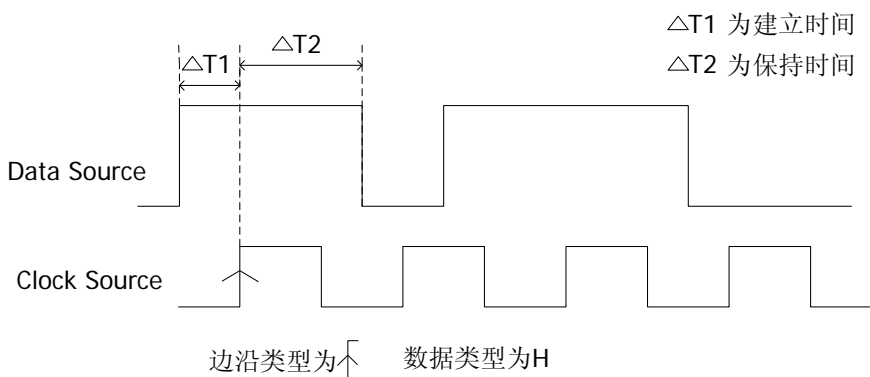 △T1 为建立时间
△T2 为保持时间
△T2
△T1
Data Source
Clock Source
边沿类型为 数据类型为H